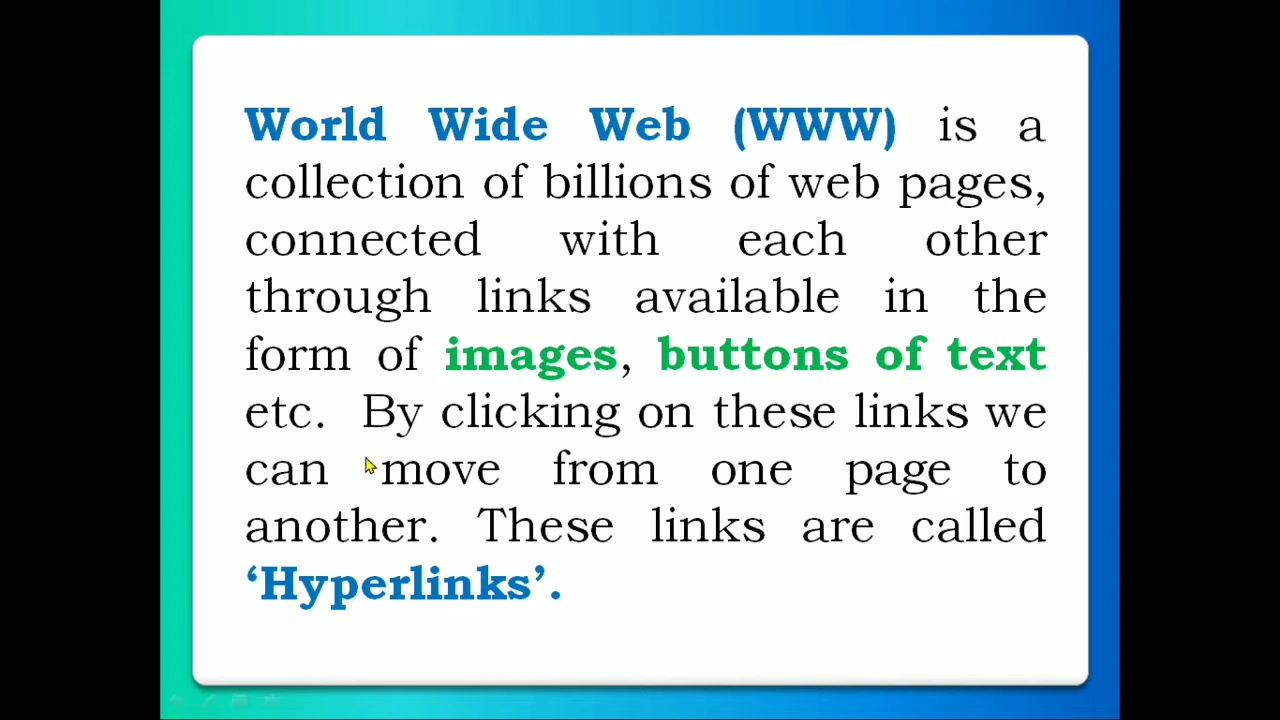 World Wide Web (WWW) is a
collection of billions of web pages,
connected with each other
through links available in the
form of images, buttons of text
etc. By clicking on these links we
can move from one page to
another. These links are called
‘Hyperlinks’.